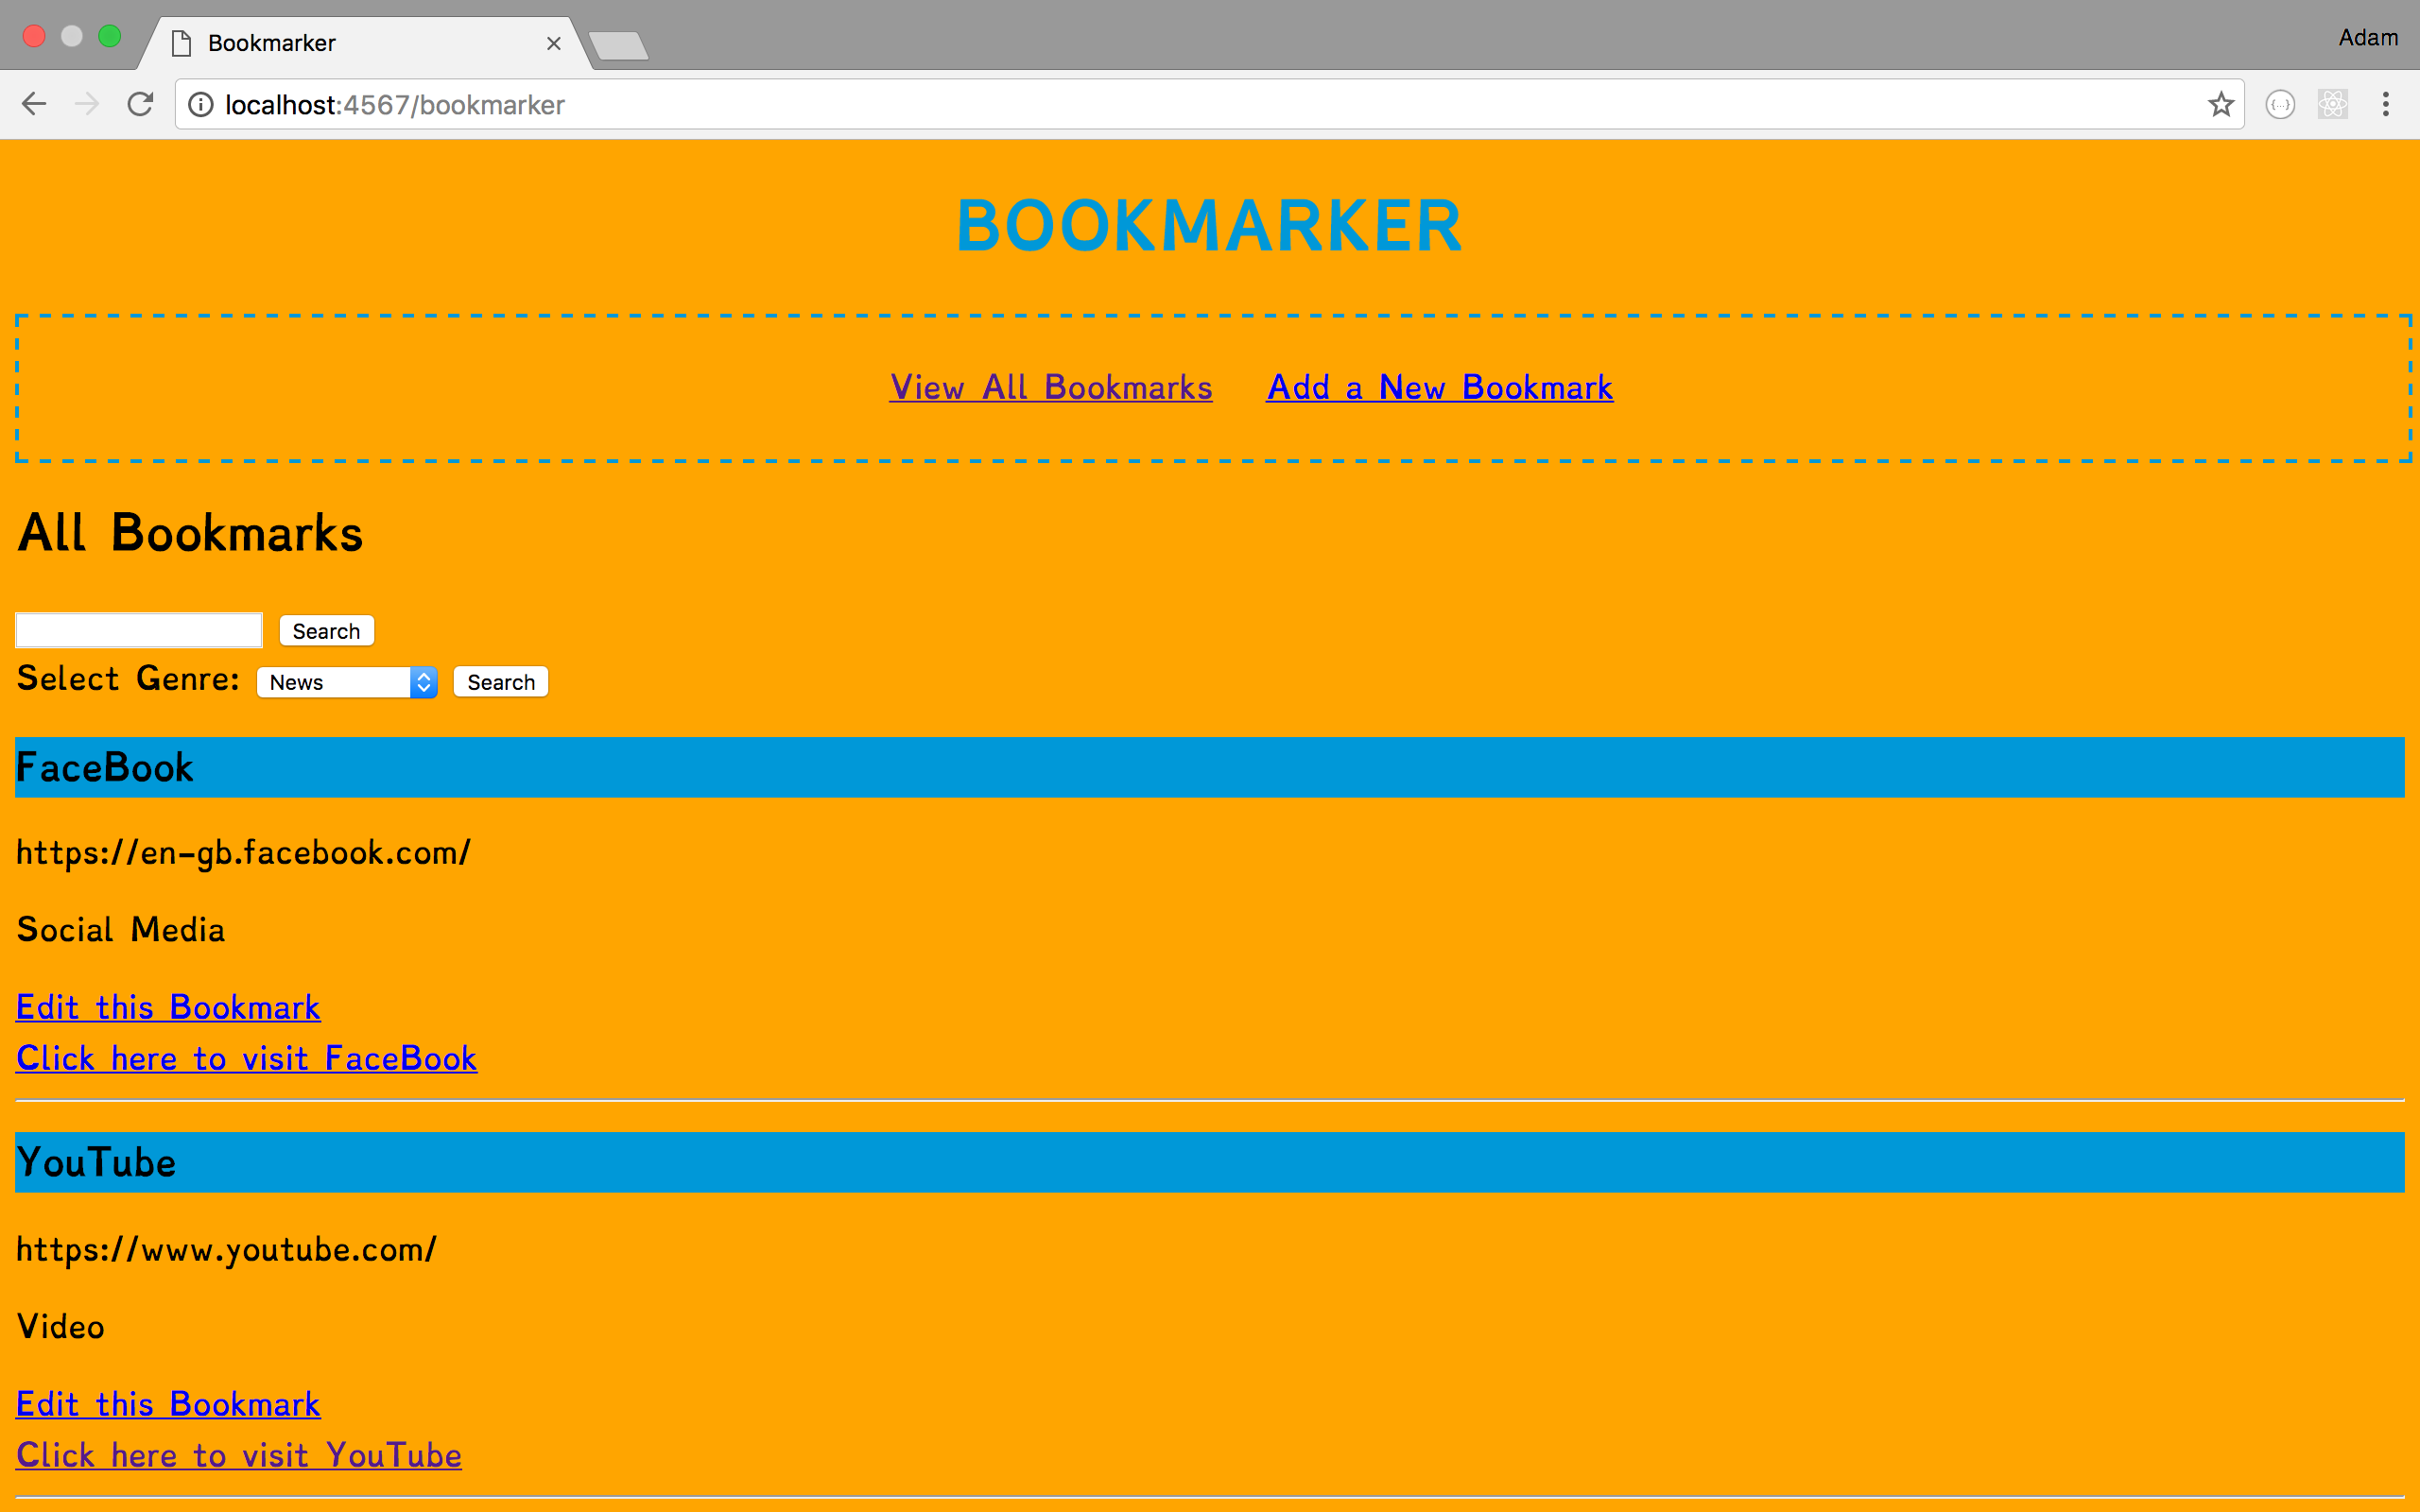 Bookmarker
Adam
localhost:4567/bookmarker
BOOKMARKER
View All Bookmarks Add a New Bookmark
All Bookmarks
Search
Select Genre: News Search
FaceBook
https://en-gb.facebook.com/
Social Media
Edit this Bookmark
Click here to visit FaceBook
YouTube
https://www.youtube.com/
Video
Edit this Bookmark
Click here to visit YouTube